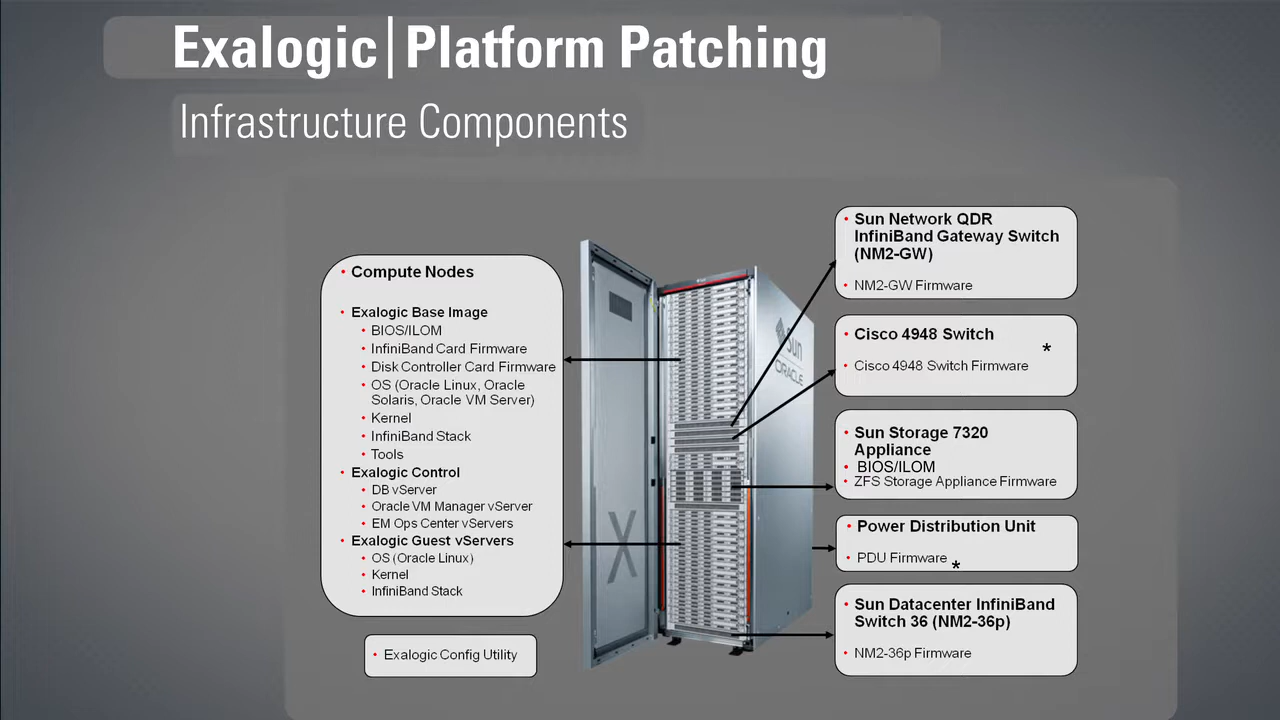 Exalogic|Platform Patching
Infrastructure Components
• Compute Nodes
• Exalogic Base Image
• BIOS/ILOM
• InfiniBand Card Firmware
• Disk Controller Card Firmware
• OS (Oracle Linux, Oracle
Solaris, Oracle VM Server)
• Kernel
• InfiniBand Stack
• Tools
• Exalogic Control
• DB vServer
• Oracle VM Manager vServer
• EM Ops Center vServers
• Exalogic Guest vServers
• OS (Oracle Linux)
• Kernel
• InfiniBand Stack
• Exalogic Config Utility
Sun
ORACLE
X
• Sun Network QDR
InfiniBand Gateway Switch
(NM2-GW)
• NM2-GW Firmware
• Cisco 4948 Switch
*
• Cisco 4948 Switch Firmware
• Sun Storage 7320
Appliance
• BIOS/ILOM
• ZFS Storage Appliance Firmware
• Power Distribution Unit
• PDU Firmware *
• Sun Datacenter InfiniBand
Switch 36 (NM2-36p)
• NM2-36p Firmware